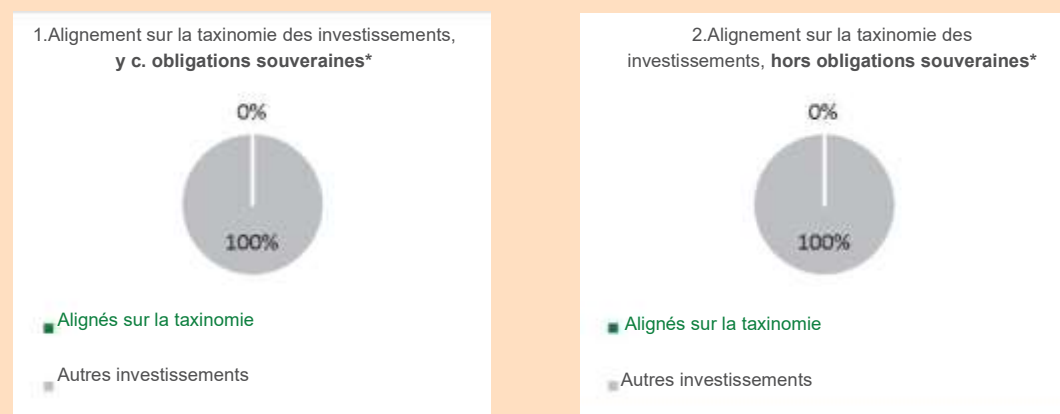 1.Alignement sur la taxinomie des investissements,
y c. obligations souveraines*
0%
100%
Alignés sur la taxinomie
Autres investissements
2.Alignement sur la taxinomie des
investissements, hors obligations souveraines*
0%
100%
Alignés sur la taxinomie
Autres investissements